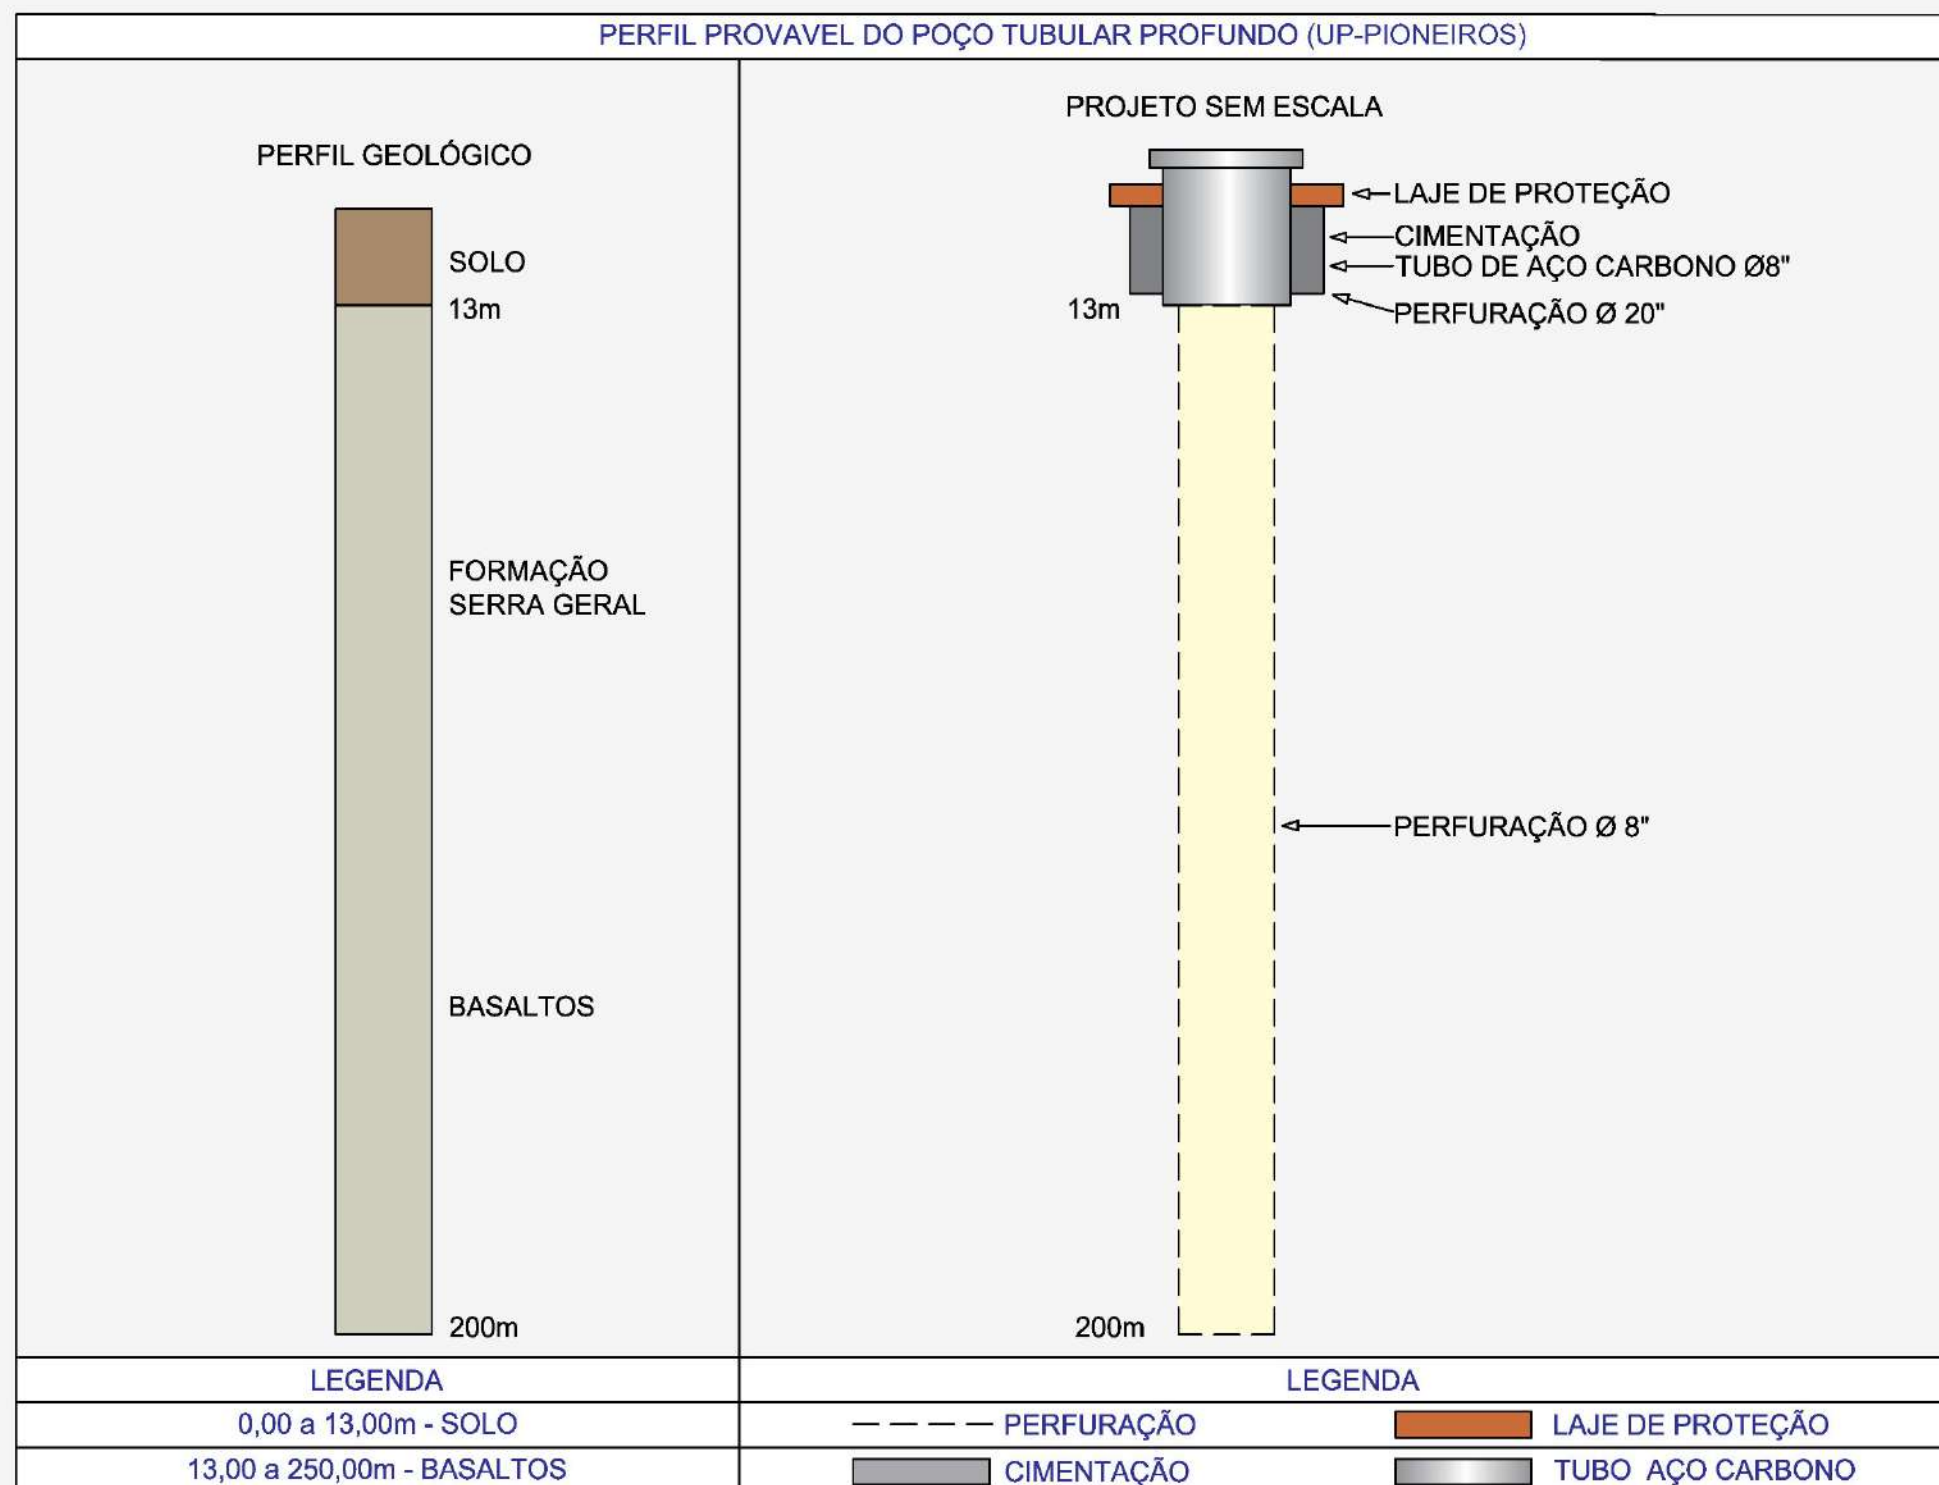 PERFIL PROVAVEL DO POÇO TUBULAR PROFUNDO (UP-PIONEIROS)
PERFIL GEOLÓGICO
SOLO
13m
FORMAÇÃO
SERRA GERAL
BASALTOS
200m
PROJETO SEM ESCALA
LAJE DE PROTEÇÃO
CIMENTAÇÃO
TUBO DE AÇO CARBONO Ø8"
13m
PERFURAÇÃO Ø 20"
PERFURAÇÃO Ø 8"
200m
LEGENDA
0,00 a 13,00m - SOLO
13,00 a 250,00m - BASALTOS
LEGENDA
PERFURAÇÃO
LAJE DE PROTEÇÃO
CIMENTAÇÃO
TUBO AÇO CARBONO